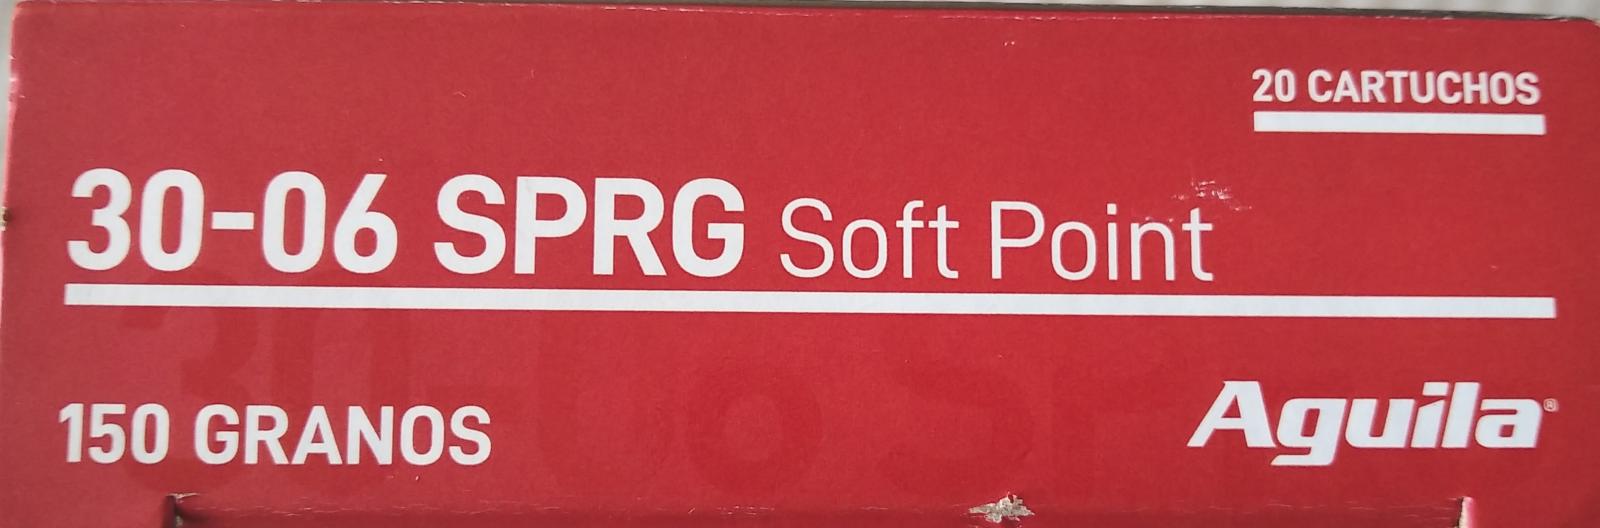 20 CARTUCHOS
30-06 SPRG Soft Point
150 GRANOS
Aguila®